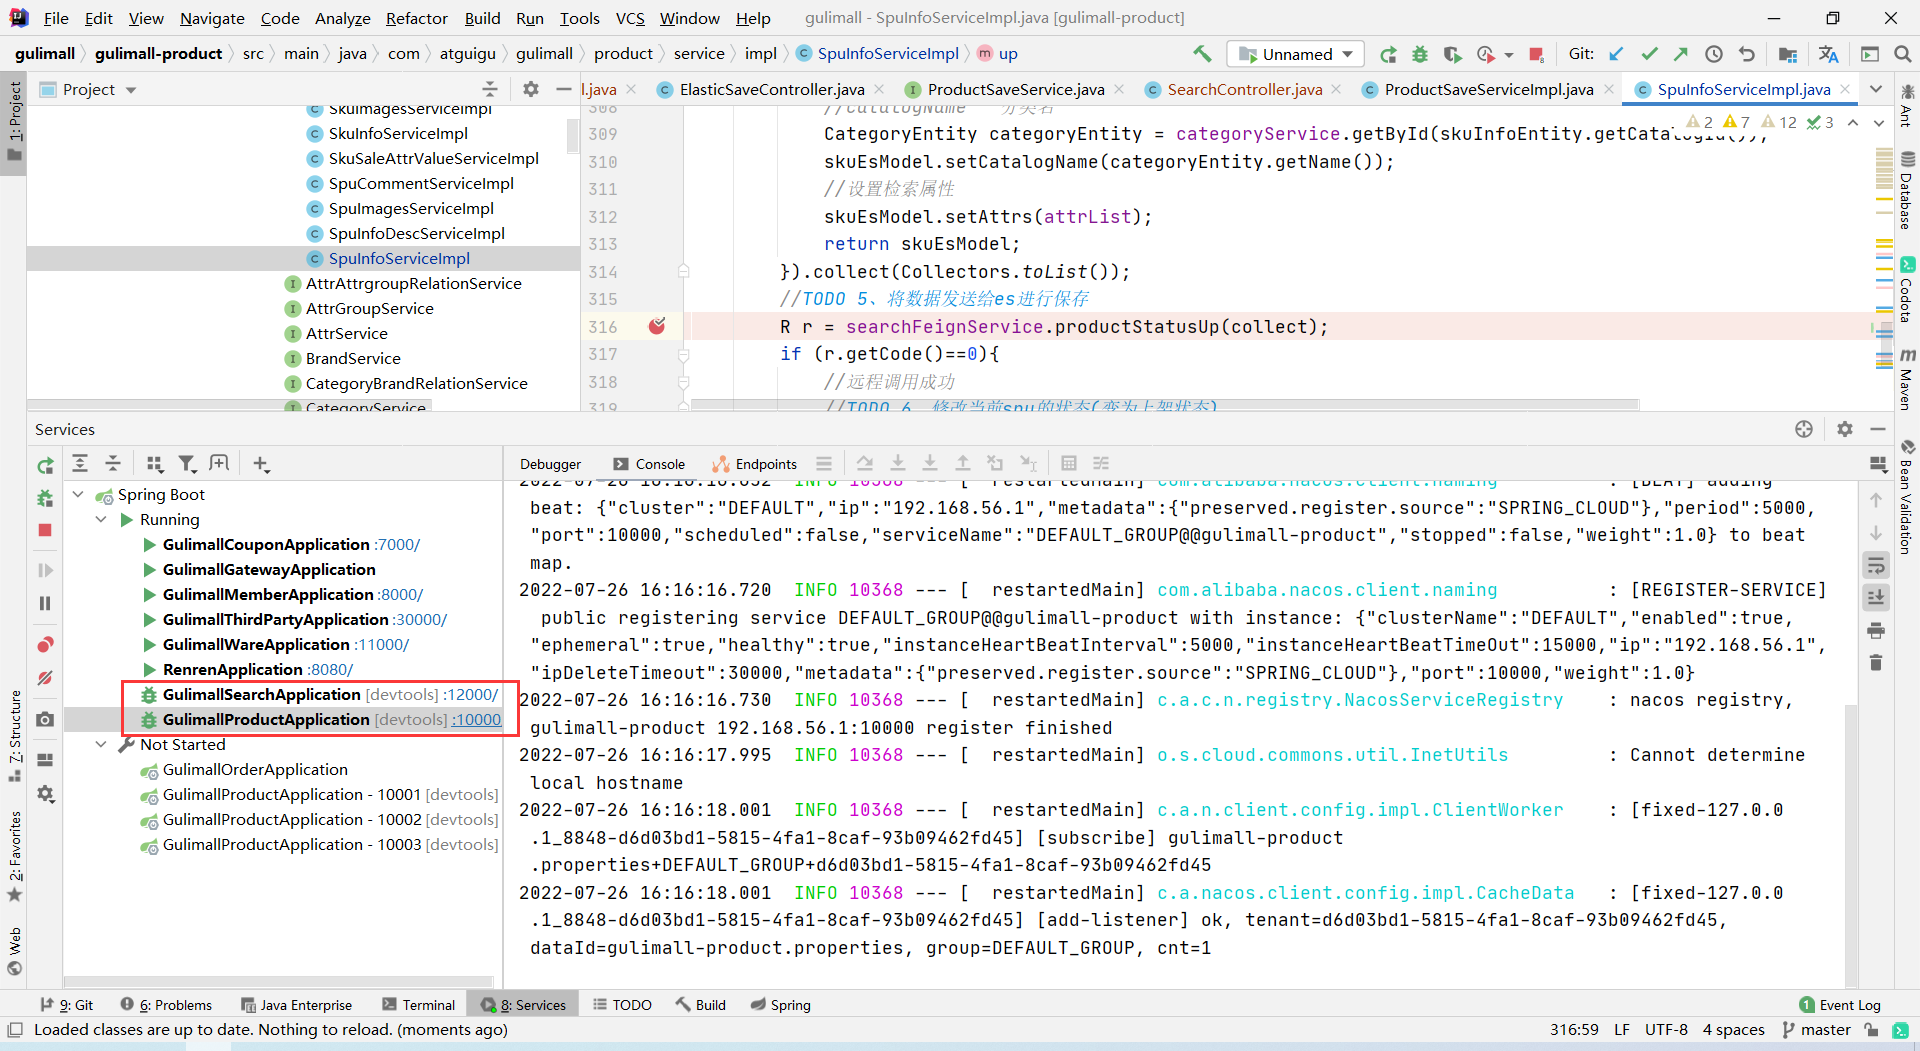 File Edit View Navigate Code Analyze Refactor Build Run Tools VCS Window Help gulimall - SpuInfoServiceImpl.java [gulimall-product]
gulimall gulimall-product src main java com atguigu gulimall product service impl SpuInfoServiceImpl up Unnamed Git:
Project l.java ElasticSaveController.java ProductSaveService.java SearchController.java ProductSaveServiceImpl.java SpuInfoServiceImpl.java
1: Project
SkuImagesServiceImpl
SkuInfoServiceImpl
SkuSaleAttrValueServiceImpl
SpuCommentServiceImpl
SpuImagesServiceImpl
SpuInfoDescServiceImpl
SpuInfoServiceImpl
AttrAttrgroupRelationService
AttrGroupService
AttrService
BrandService
CategoryBrandRelationService
CategoryService
308 //catalogName 分类名
2 7 12 3
309 CategoryEntity categoryEntity = categoryService.getById(skuInfoEntity.getCatalogId());
310 skuEsModel.setCatalogName(categoryEntity.getName());
311 //设置检索属性
312 skuEsModel.setAttrs(attrList);
313 return skuEsModel;
314 }).collect(Collectors.toList());
315 //TODO 5、将数据发送给es进行保存
316 R r = searchFeignService.productStatusUp(collect);
317 if (r.getCode()==0){
318 //远程调用成功
319 //TODO 6、修改当前spu的状态(变为上架状态)
Ant
Database
Codota
Maven
Bean Validation
Services
Debugger Console Endpoints
Spring Boot
Running
GulimallCouponApplication :7000/
GulimallGatewayApplication
GulimallMemberApplication :8000/
GulimallThirdPartyApplication :30000/
GulimallWareApplication :11000/
RenrenApplication :8080/
GulimallSearchApplication [devtools] :12000/
GulimallProductApplication [devtools] :10000
Not Started
GulimallOrderApplication
GulimallProductApplication - 10001 [devtools]
GulimallProductApplication - 10002 [devtools]
GulimallProductApplication - 10003 [devtools]
7: Structure
2: Favorites
Web
2022-07-26 16:16:16.652 INFO 10368 --- [ restartedMain] com.alibaba.nacos.client.naming : [BEAT] adding
beat: {"cluster":"DEFAULT","ip":"192.168.56.1","metadata":{"preserved.register.source":"SPRING_CLOUD"},"period":5000,
"port":10000,"scheduled":false,"serviceName":"DEFAULT_GROUP@@gulimall-product","stopped":false,"weight":1.0} to beat
map.
2022-07-26 16:16:16.720 INFO 10368 --- [ restartedMain] com.alibaba.nacos.client.naming : [REGISTER-SERVICE]
public registering service DEFAULT_GROUP@@gulimall-product with instance: {"clusterName":"DEFAULT","enabled":true,
"ephemeral":true,"healthy":true,"instanceHeartBeatInterval":5000,"instanceHeartBeatTimeOut":15000,"ip":"192.168.56.1",
"ipDeleteTimeout":30000,"metadata":{"preserved.register.source":"SPRING_CLOUD"},"port":10000,"weight":1.0}
2022-07-26 16:16:16.730 INFO 10368 --- [ restartedMain] c.a.c.n.registry.NacosServiceRegistry : nacos registry,
gulimall-product 192.168.56.1:10000 register finished
2022-07-26 16:16:17.995 INFO 10368 --- [ restartedMain] o.s.cloud.commons.util.InetUtils : Cannot determine
local hostname
2022-07-26 16:16:18.001 INFO 10368 --- [ restartedMain] c.a.n.client.config.impl.ClientWorker : [fixed-127.0.0
.1_8848-d6d03bd1-5815-4fa1-8caf-93b09462fd45] [subscribe] gulimall-product
.properties+DEFAULT_GROUP+d6d03bd1-5815-4fa1-8caf-93b09462fd45
2022-07-26 16:16:18.001 INFO 10368 --- [ restartedMain] c.a.nacos.client.config.impl.CacheData : [fixed-127.0.0
.1_8848-d6d03bd1-5815-4fa1-8caf-93b09462fd45] [add-listener] ok, tenant=d6d03bd1-5815-4fa1-8caf-93b09462fd45,
dataId=gulimall-product.properties, group=DEFAULT_GROUP, cnt=1
9: Git 6: Problems Java Enterprise Terminal 8: Services TODO Build Spring 1 Event Log
Loaded classes are up to date. Nothing to reload. (moments ago) 316:59 LF UTF-8 4 spaces master